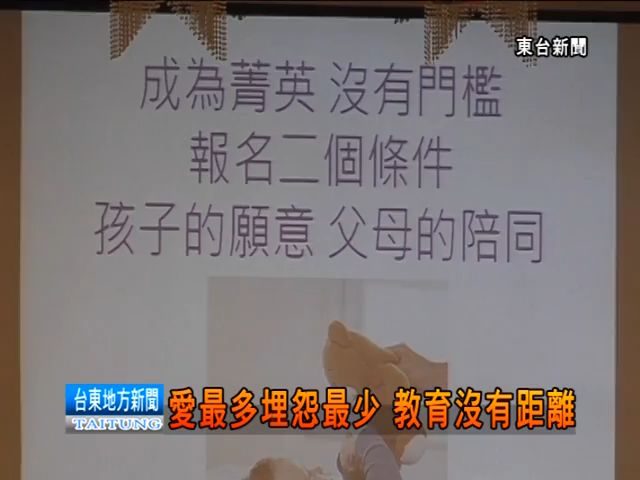 東台新聞
成為菁英 沒有門檻
報名二個條件
孩子的願意 父母的陪同
台東地方新聞
TAITUNG
愛最多埋怨最少 教育沒有距離